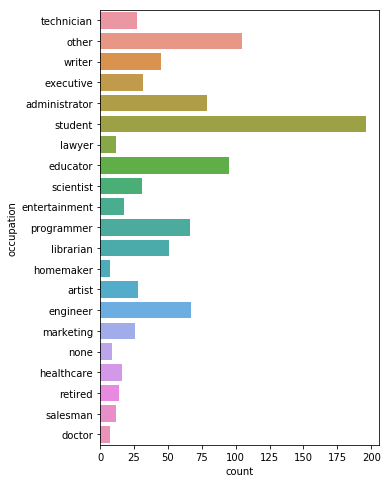 technician
other
writer
executive
administrator
student
lawyer
educator
scientist
entertainment
programmer
librarian
homemaker
artist
engineer
marketing
none
healthcare
retired
salesman
doctor
occupation
0 25 50 75 100 125 150 175 200
count